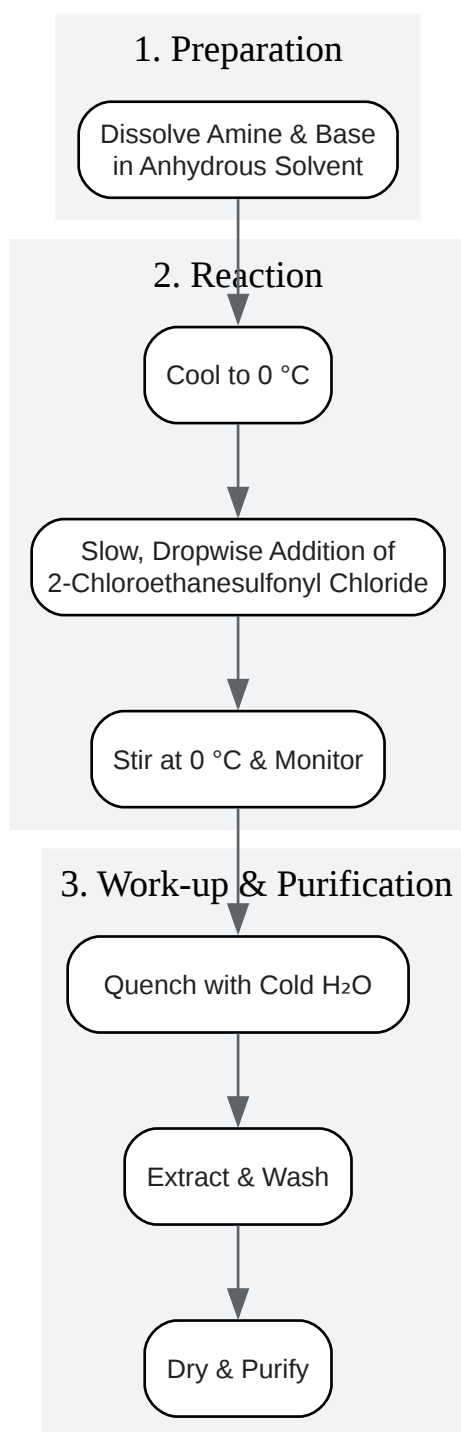 1. Preparation
Dissolve Amine & Base
in Anhydrous Solvent
2. Reaction
Cool to 0 °C
Slow, Dropwise Addition of
2-Chloroethanesulfonyl Chloride
Stir at 0 °C & Monitor
3. Work-up & Purification
Quench with Cold H₂O
Extract & Wash
Dry & Purify